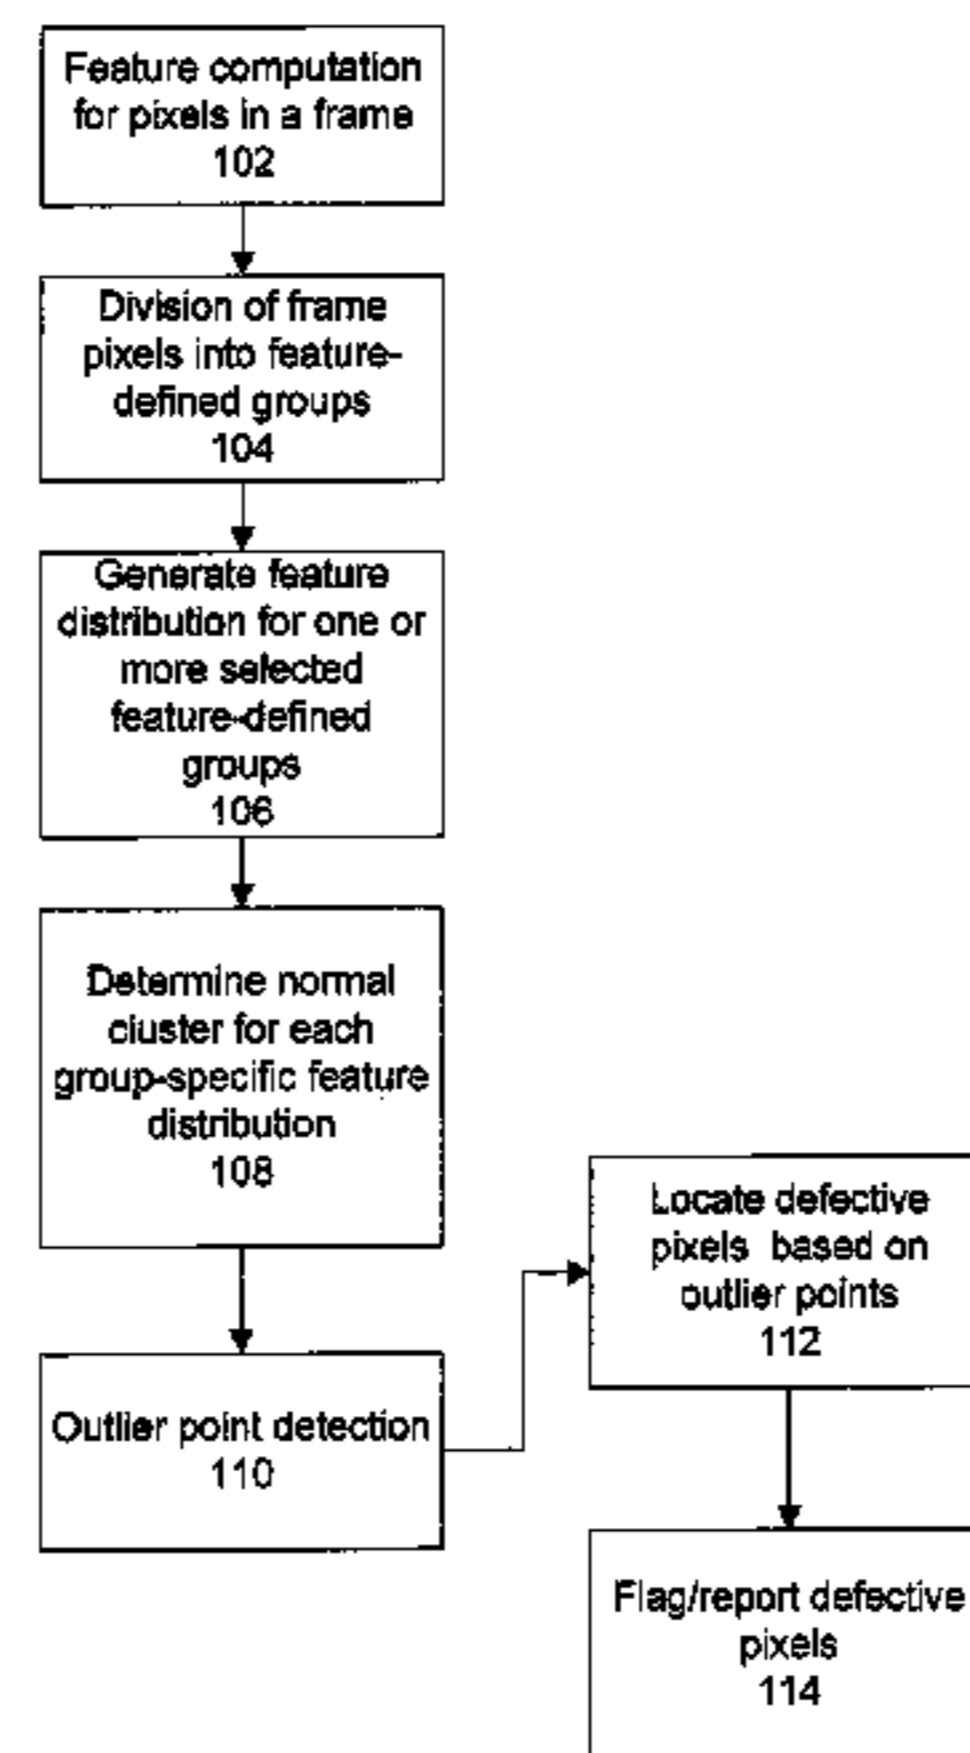 Feature computation
for pixels in a frame
102
Division of frame
pixels into feature-
defined groups
104
Generate feature
distribution for one or
more selected
feature-defined
groups
106
Determine normal
cluster for each
group-specific feature
distribution
108
Outlier point detection
110
Locate defective
pixels based on
outlier points
112
Flag/report defective
pixels
114